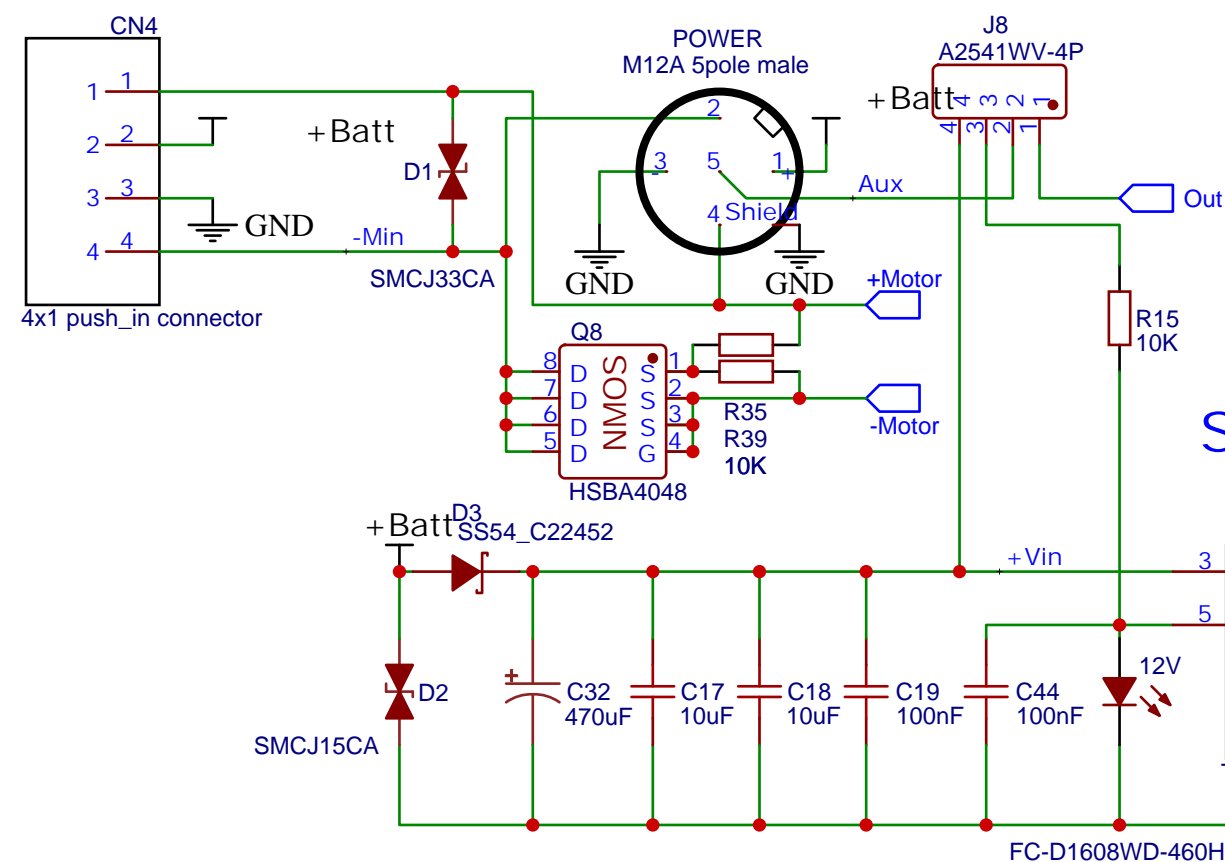 CN4
1 1
2 2
3 3
4 4
4x1 push_in connector
+Batt
GND
-Min
D1
SMCJ33CA
POWER
M12A 5pole male
2
3
-
5
1
+
4 Shield
GND
GND
Aux
J8
A2541WV-4P
+Batt
4 3 2 1
4 3 2 1
Out
+Motor
-Motor
R15
10K
Q8
NMOS
8 D S 1
7 D S 2
6 D S 3
5 D G 4
HSBA4048
R35
R39
10K
S
+Batt
D3
SS54_C22452
+Vin
3
5
D2
SMCJ15CA
+
C32
470uF
C17
10uF
C18
10uF
C19
100nF
C44
100nF
12V
FC-D1608WD-460H